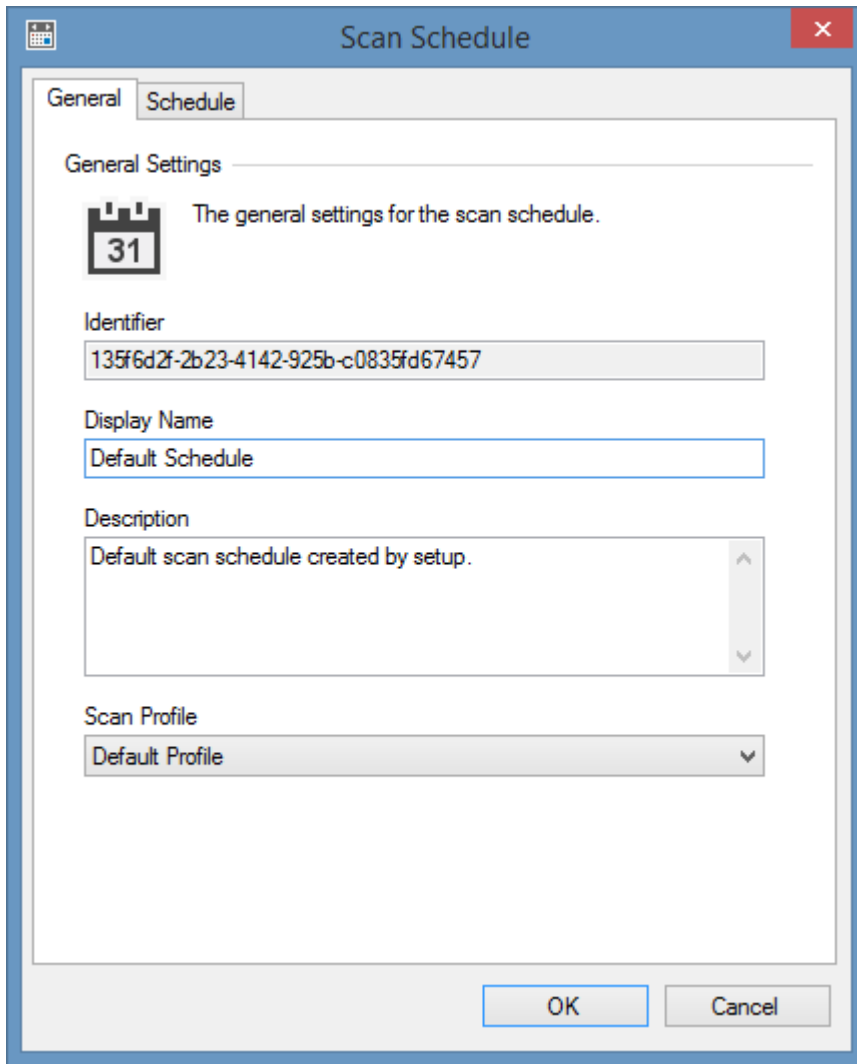 Scan Schedule
General
Schedule
General Settings
31
The general settings for the scan schedule.
Identifier
135f6d2f-2b23-4142-925b-c0835fd67457
Display Name
Default Schedule
Description
Default scan schedule created by setup.
Scan Profile
Default Profile
OK
Cancel